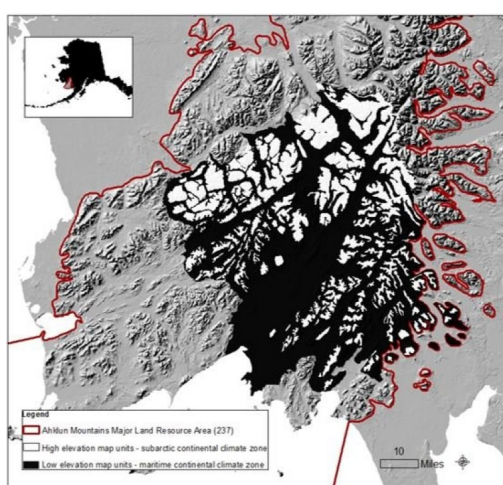 Legend
Ahklun Mountains Major Land Resource Area (237)
High elevation map units - subarctic continental climate zone
Low elevation map units - maritime continental climate zone
10
Miles